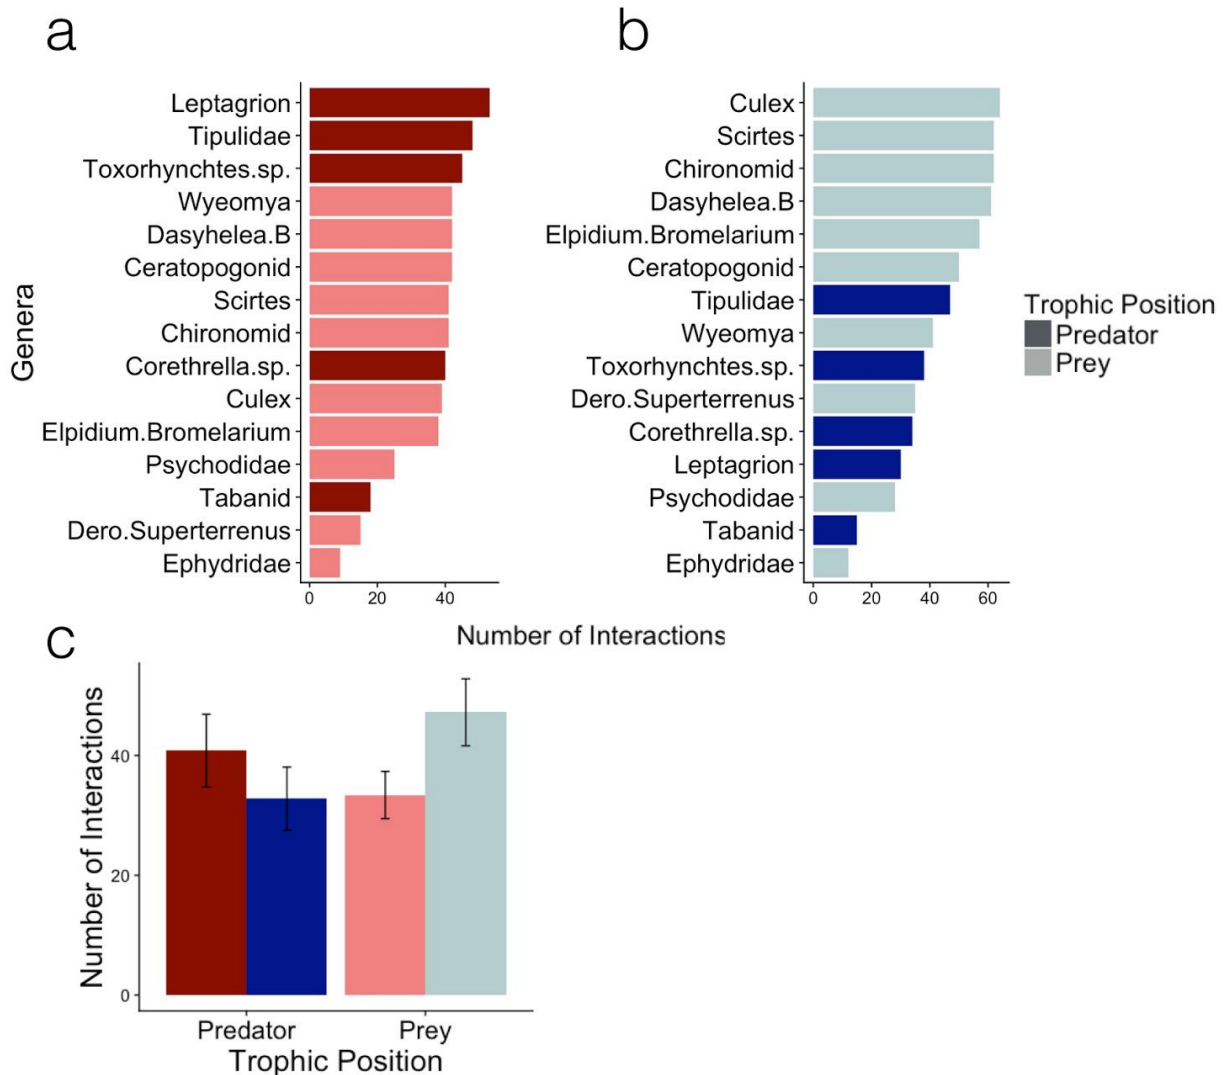 a
Genera
Leptagrion
Tipulidae
Toxorhynchtes.sp.
Wyeomya
Dasyhelea.B
Ceratopogonid
Scirtes
Chironomid
Corethrella.sp.
Culex
Elpidium.Bromelarium
Psychodidae
Tabanid
Dero.Superterrenus
Ephydridae
0 20 40
b
Culex
Scirtes
Chironomid
Dasyhelea.B
Elpidium.Bromelarium
Ceratopogonid
Tipulidae
Wyeomya
Toxorhynchtes.sp.
Dero.Superterrenus
Corethrella.sp.
Leptagrion
Psychodidae
Tabanid
Ephydridae
0 20 40 60
Number of Interactions
Trophic Position
Predator
Prey
c
Number of Interactions
40
20
0
Predator Prey
Trophic Position